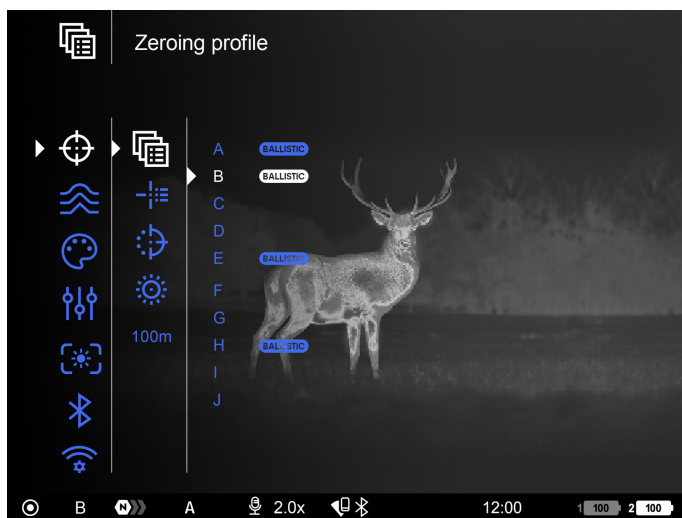 Zeroing profile
A BALLISTIC
B BALLISTIC
C
D
E BALLISTIC
F
G
H BALLISTIC
I
J
100m
B N A 2.0x 12:00 1 100 2 100